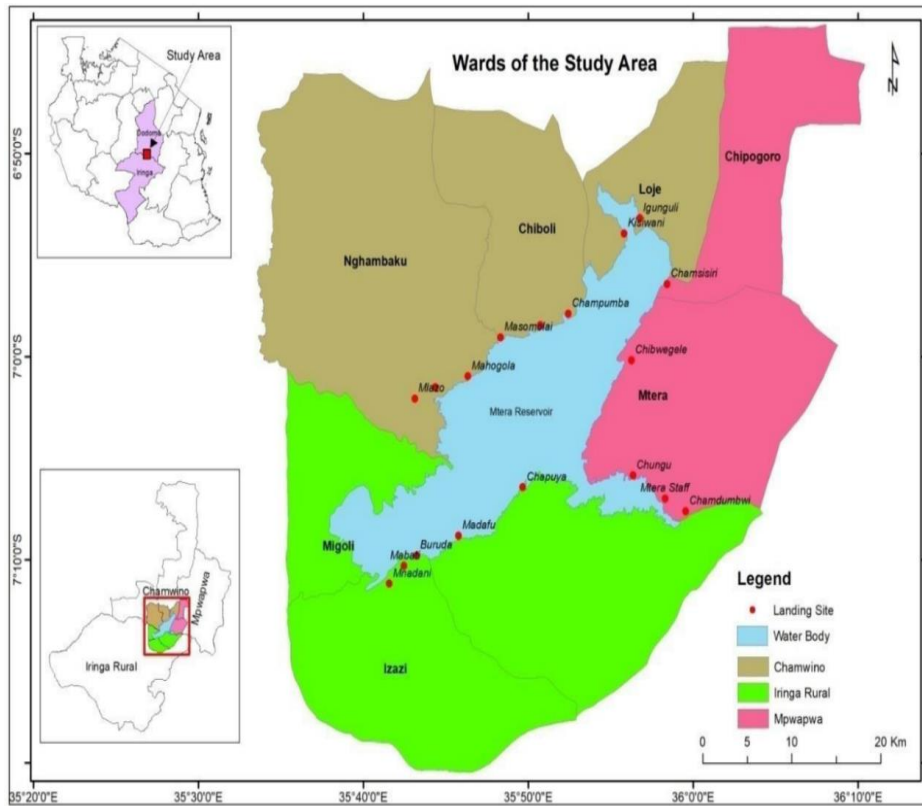 Wards of the Study Area
Study Area
Dodoma
Iringa
6°50'0"S
7°0'0"S
7°10'0"S
Chipogoro
Loje
Igunguli
Kisiwani
Chiboli
Nghambaku
Chamsisiri
Champumba
Masomalai
Chibwegele
Mahogola
Mlazo
Mtera
Mtera Reservoir
Chungu
Chapuya
Mtera Staff
Chamdumbwi
Madafu
Migoli
Buruda
Mnadani
Izazi
Chamwino
Mpwapwa
Iringa Rural
Legend
Landing Site
Water Body
Chamwino
Iringa Rural
Mpwapwa
0 5 10 20 Km
35°20'0"E 35°30'0"E 35°40'0"E 35°50'0"E 36°0'0"E 36°10'0"E